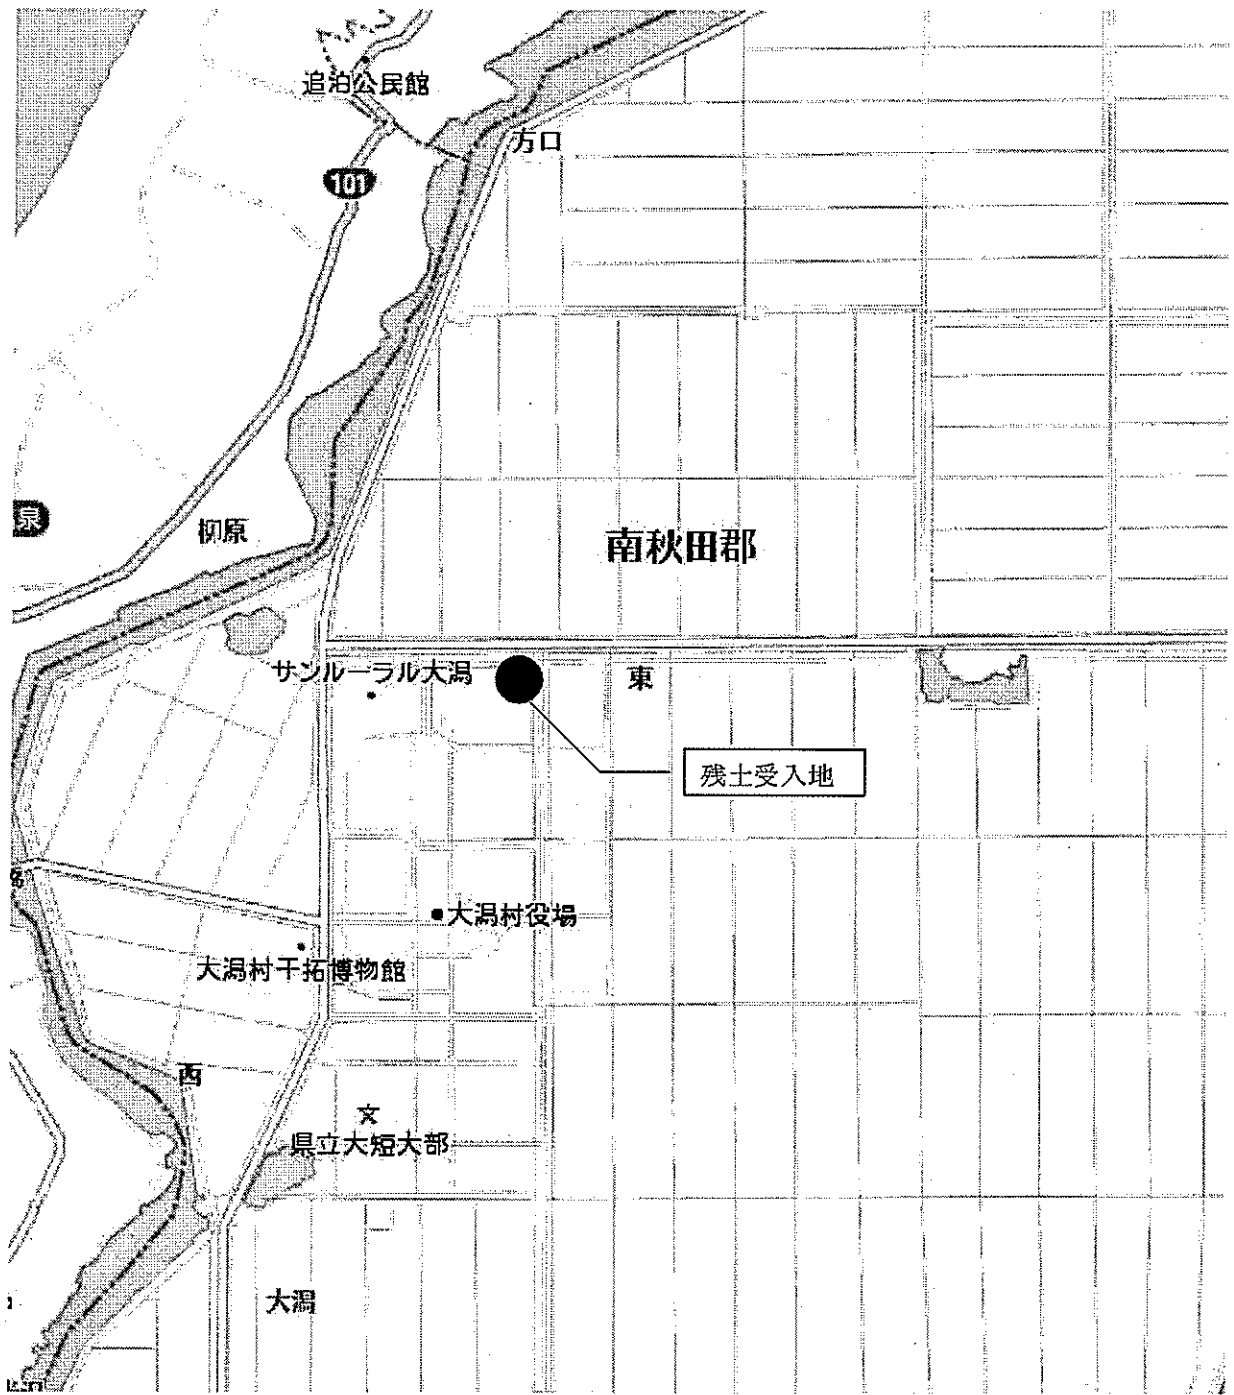 追泊公民館
方口
101
柳原
南秋田郡
サンルーラル大潟
東
残土受入地
大潟村役場
大潟村干拓博物館
西
文
県立大短大部
大潟